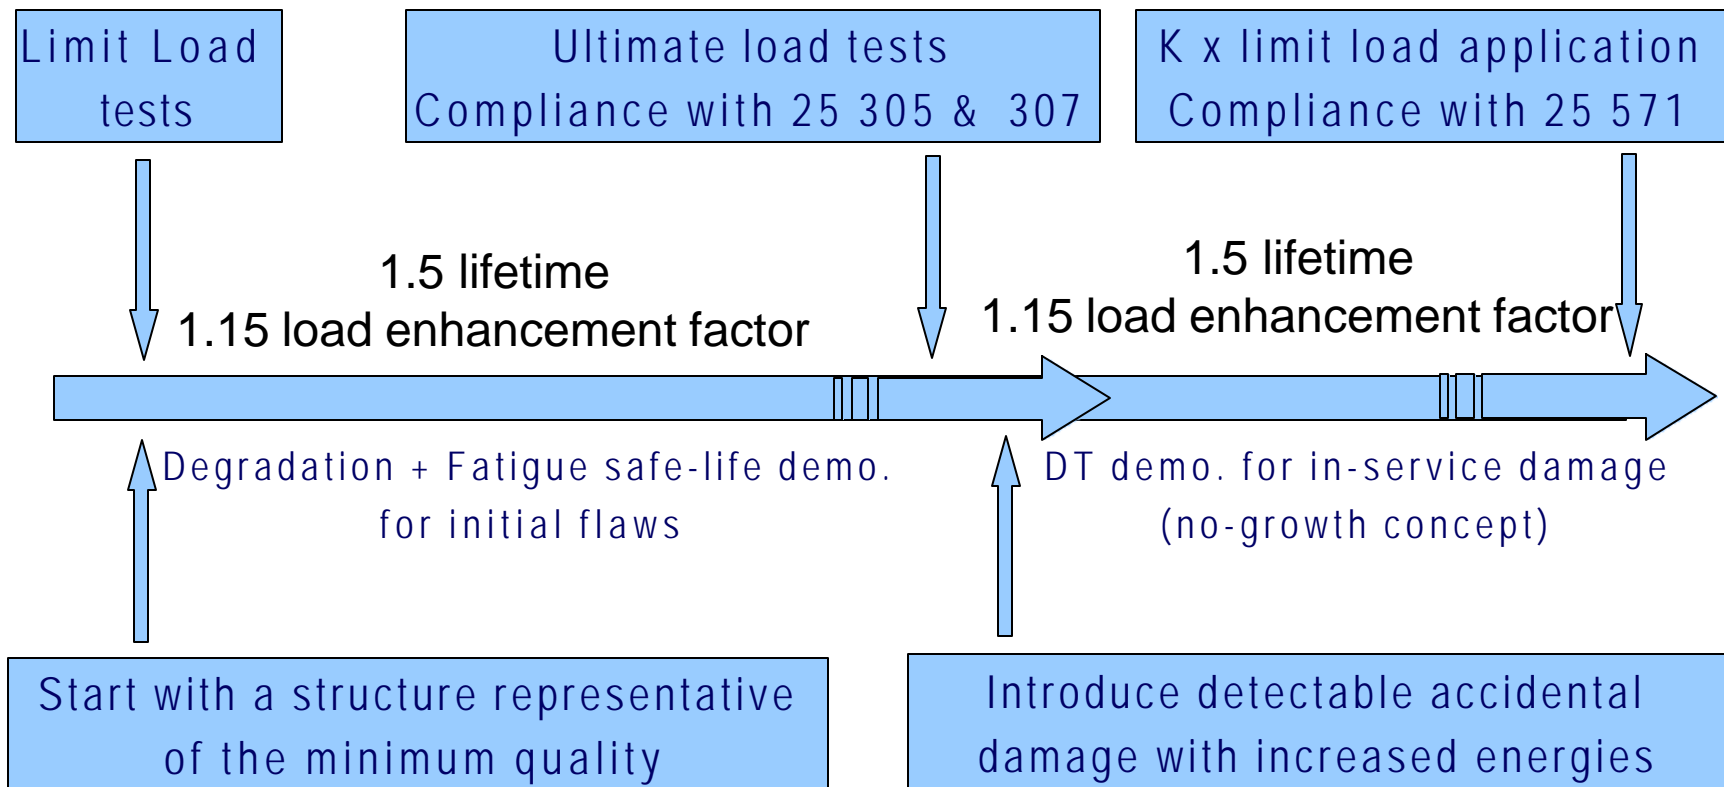 Limit Load
tests
Ultimate load tests
Compliance with 25 305 & 307
K x limit load application
Compliance with 25 571
1.5 lifetime
1.15 load enhancement factor
1.5 lifetime
1.15 load enhancement factor
Degradation + Fatigue safe-life demo.
for initial flaws
DT demo. for in-service damage
(no-growth concept)
Start with a structure representative
of the minimum quality
Introduce detectable accidental
damage with increased energies